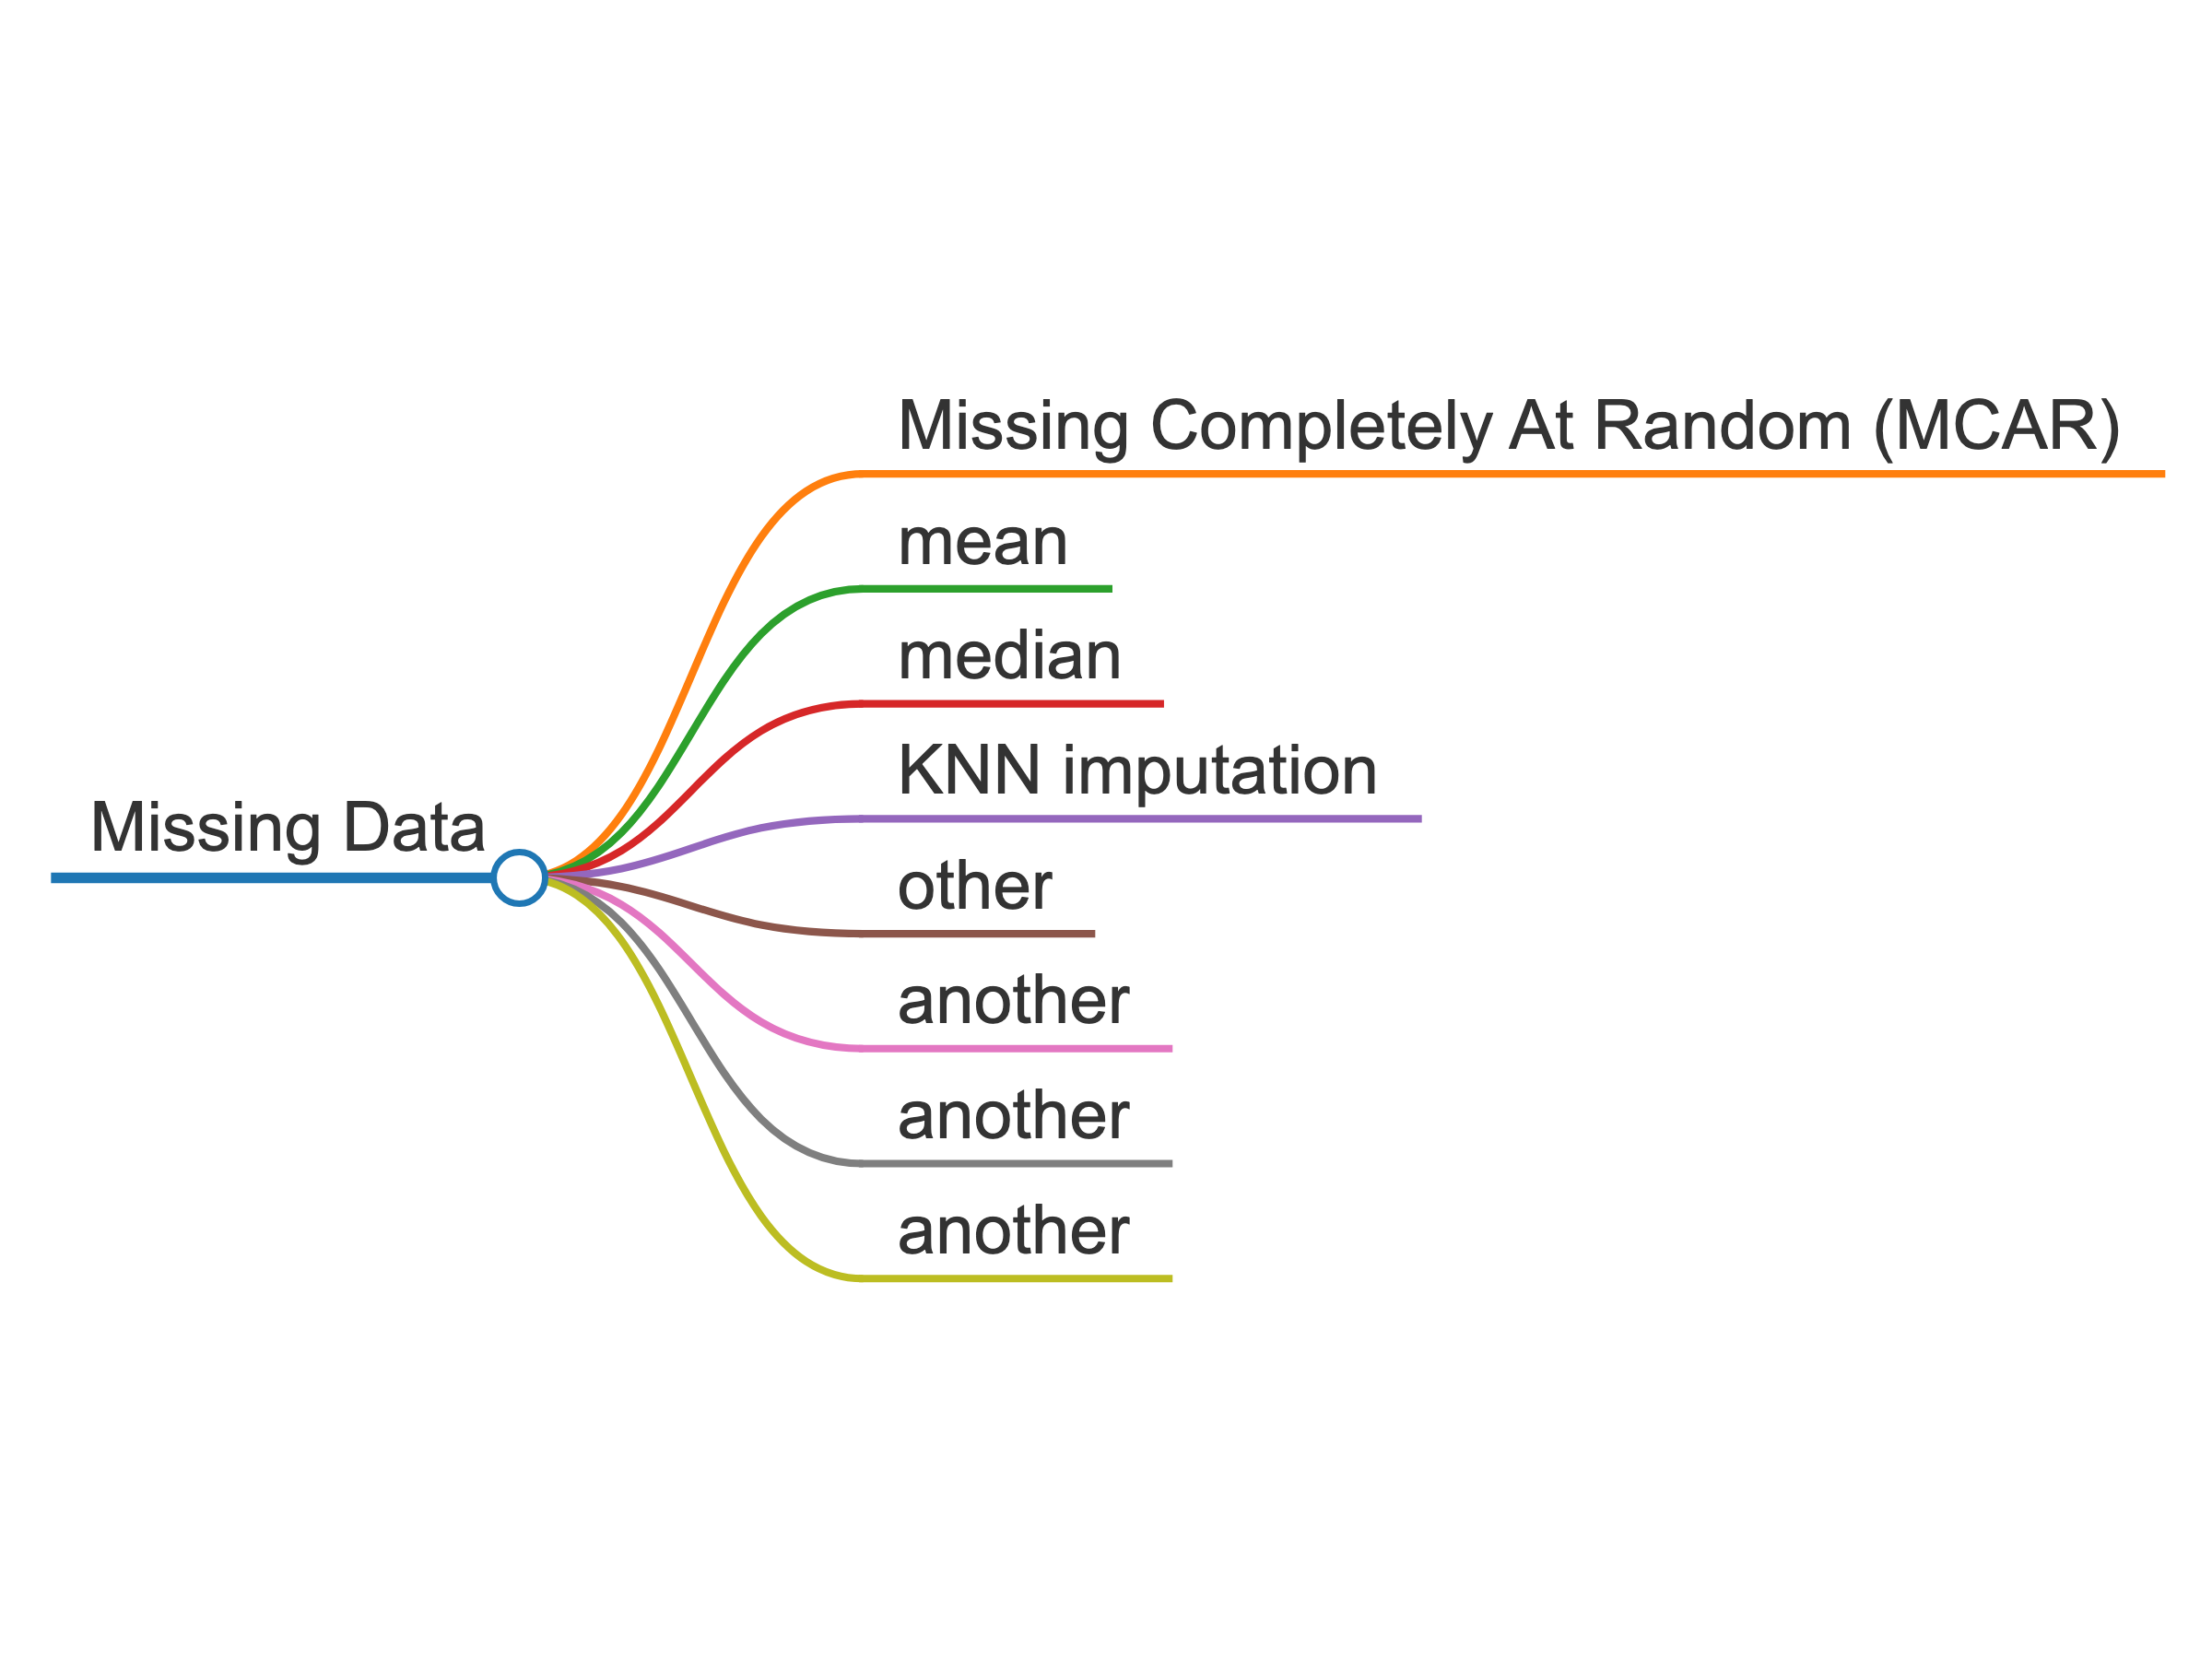 Missing Data
Missing Completely At Random (MCAR)
mean
median
KNN imputation
other
another
another
another